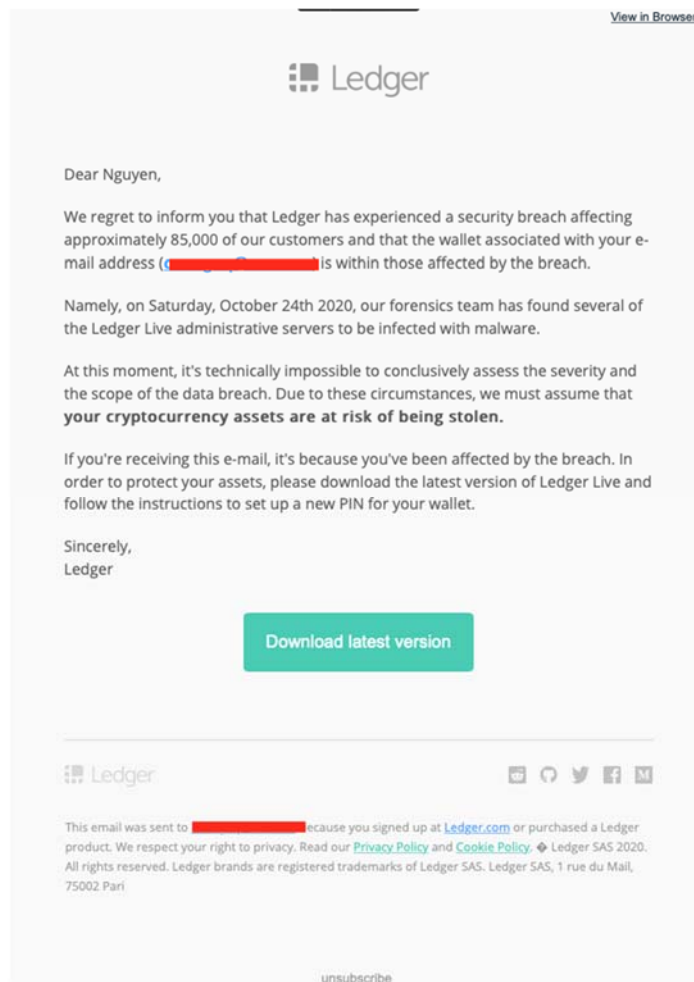 View in Browser
Ledger
Dear Nguyen,
We regret to inform you that Ledger has experienced a security breach affecting
approximately 85,000 of our customers and that the wallet associated with your e-
mail address ( is within those affected by the breach.
Namely, on Saturday, October 24th 2020, our forensics team has found several of
the Ledger Live administrative servers to be infected with malware.
At this moment, it's technically impossible to conclusively assess the severity and
the scope of the data breach. Due to these circumstances, we must assume that
your cryptocurrency assets are at risk of being stolen.
If you're receiving this e-mail, it's because you've been affected by the breach. In
order to protect your assets, please download the latest version of Ledger Live and
follow the instructions to set up a new PIN for your wallet.
Sincerely,
Ledger
Download latest version
Ledger
This email was sent to ecause you signed up at Ledger.com or purchased a Ledger
product. We respect your right to privacy. Read our Privacy Policy and Cookie Policy. � Ledger SAS 2020.
All rights reserved. Ledger brands are registered trademarks of Ledger SAS. Ledger SAS, 1 rue du Mail,
75002 Pari
unsubscribe